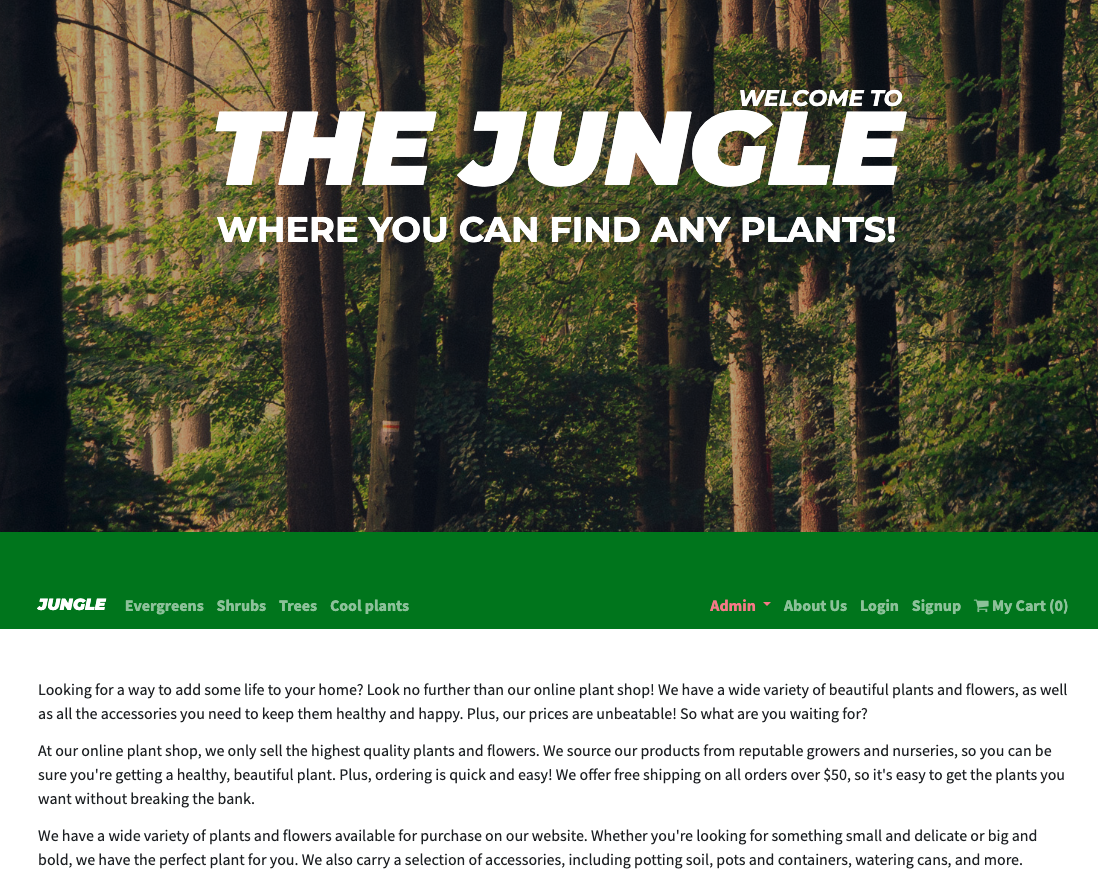 WELCOME TO
THE JUNGLE
WHERE YOU CAN FIND ANY PLANTS!
JUNGLE Evergreens Shrubs Trees Cool plants Admin About Us Login Signup My Cart (0)
Looking for a way to add some life to your home? Look no further than our online plant shop! We have a wide variety of beautiful plants and flowers, as well
as all the accessories you need to keep them healthy and happy. Plus, our prices are unbeatable! So what are you waiting for?
At our online plant shop, we only sell the highest quality plants and flowers. We source our products from reputable growers and nurseries, so you can be
sure you're getting a healthy, beautiful plant. Plus, ordering is quick and easy! We offer free shipping on all orders over $50, so it's easy to get the plants you
want without breaking the bank.
We have a wide variety of plants and flowers available for purchase on our website. Whether you're looking for something small and delicate or big and
bold, we have the perfect plant for you. We also carry a selection of accessories, including potting soil, pots and containers, watering cans, and more.